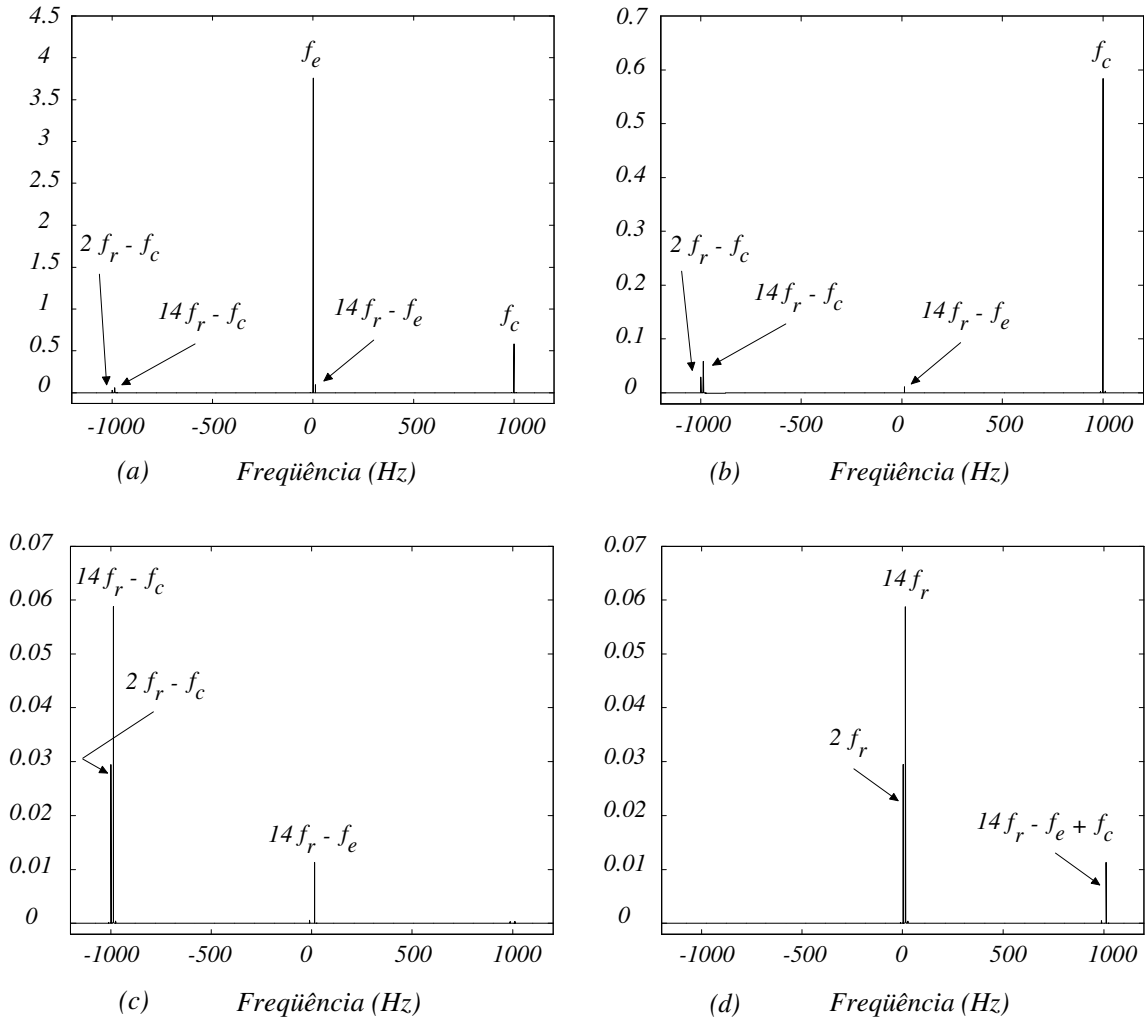 4.5
4
3.5
3
2.5
2
1.5
1
0.5
0
f_e
2 f_r - f_c
14 f_r - f_c
14 f_r - f_e
f_c
-1000 -500 0 500 1000
(a) Freqüência (Hz)
0.7
0.6
0.5
0.4
0.3
0.2
0.1
0
f_c
2 f_r - f_c
14 f_r - f_c
14 f_r - f_e
-1000 -500 0 500 1000
(b) Freqüência (Hz)
0.07
0.06
0.05
0.04
0.03
0.02
0.01
0
14 f_r - f_c
2 f_r - f_c
14 f_r - f_e
-1000 -500 0 500 1000
(c) Freqüência (Hz)
0.07
0.06
0.05
0.04
0.03
0.02
0.01
0
14 f_r
2 f_r
14 f_r - f_e + f_c
-1000 -500 0 500 1000
(d) Freqüência (Hz)